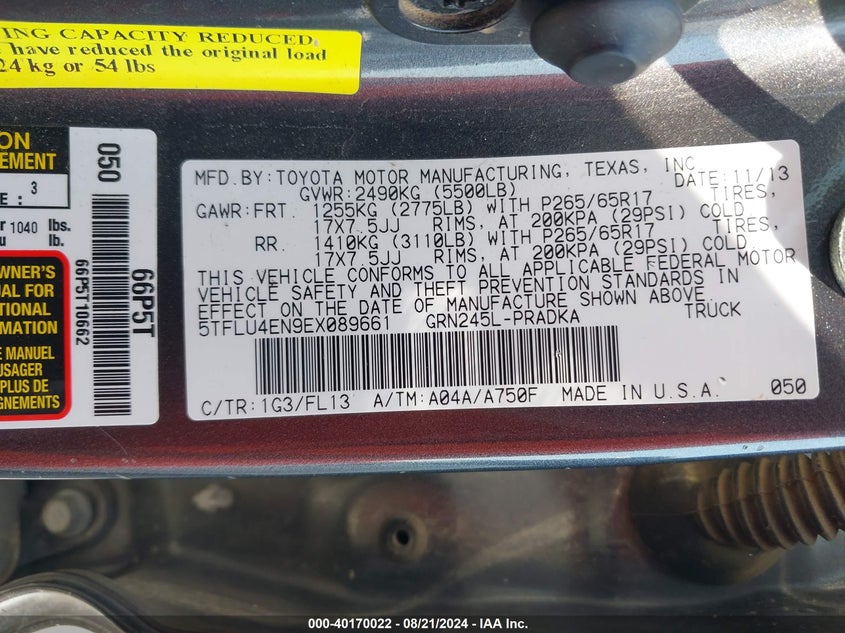 ING CAPACITY REDUCED
have reduced the original load
24 kg or 54 lbs
ON
EMENT
E : 3
r 1040 lbs.
u lb.
OWNER'S
UAL FOR
TIONAL
MATION
E MANUEL
USAGER
PLUS DE
GNEMENTS
050
66P5T10662
66P5T
MFD.BY:TOYOTA MOTOR MANUFACTURING, TEXAS, INC DATE:11/13
GVWR:2490KG (5500LB)
GAWR:FRT. 1255KG (2775LB) WITH P265/65R17 TIRES,
17X7.5JJ RIMS, AT 200KPA (29PSI) COLD
RR. 1410KG (3110LB) WITH P265/65R17 TIRES,
17X7.5JJ RIMS, AT 200KPA (29PSI) COLD
THIS VEHICLE CONFORMS TO ALL APPLICABLE FEDERAL MOTOR
VEHICLE SAFETY AND THEFT PREVENTION STANDARDS IN
EFFECT ON THE DATE OF MANUFACTURE SHOWN ABOVE.
5TFLU4EN9EX089661 GRN245L-PRADKA TRUCK
C/TR:1G3/FL13 A/TM:A04A/A750F MADE IN U.S.A. 050
000-40170022 - 08/21/2024 - IAA Inc.